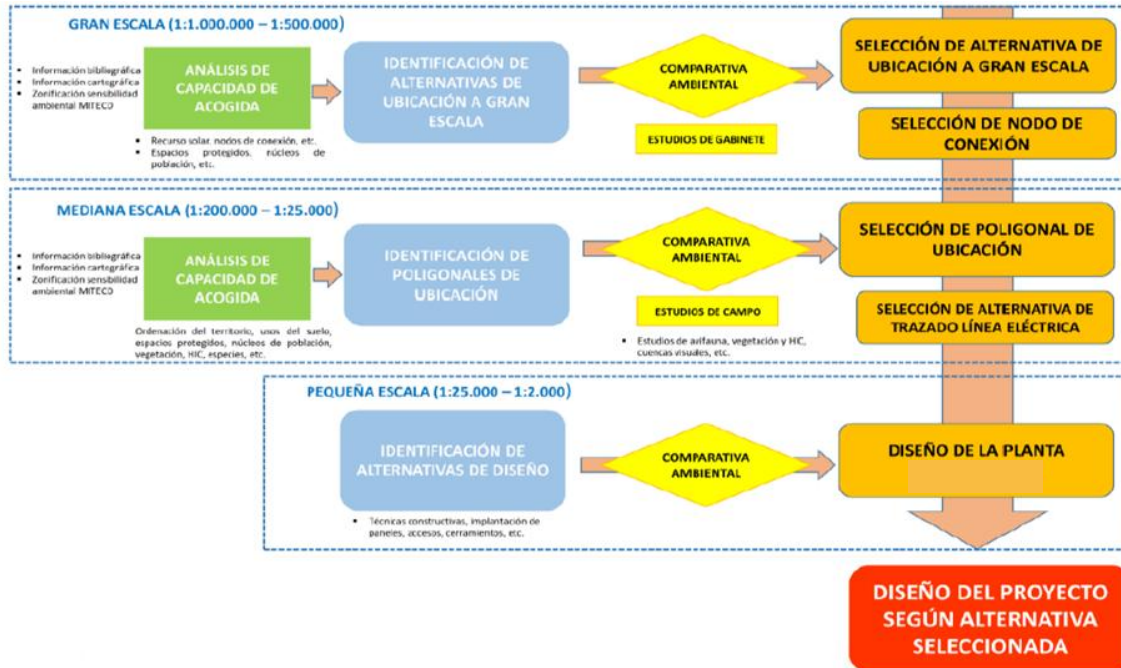 GRAN ESCALA (1:1.000.000 – 1:500.000)
▪ Información bibliográfica
▪ Información cartográfica
▪ Zonificación sensibilidad
ambiental MITECO
ANÁLISIS DE
CAPACIDAD DE
ACOGIDA
▪ Recurso solar, nodos de conexión, etc.
▪ Espacios protegidos, núcleos de
población, etc.
IDENTIFICACIÓN DE
ALTERNATIVAS DE
UBICACIÓN A GRAN
ESCALA
COMPARATIVA
AMBIENTAL
ESTUDIOS DE GABINETE
SELECCIÓN DE ALTERNATIVA DE
UBICACIÓN A GRAN ESCALA
SELECCIÓN DE NODO DE
CONEXIÓN
MEDIANA ESCALA (1:200.000 – 1:25.000)
▪ Información bibliográfica
▪ Información cartográfica
▪ Zonificación sensibilidad
ambiental MITECO
ANÁLISIS DE
CAPACIDAD DE
ACOGIDA
Ordenación del territorio, usos del suelo,
espacios protegidos, núcleos de población,
vegetación, HIC, especies, etc.
IDENTIFICACIÓN DE
POLIGONALES DE
UBICACIÓN
COMPARATIVA
AMBIENTAL
ESTUDIOS DE CAMPO
▪ Estudios de avifauna, vegetación y HIC,
cuencas visuales, etc.
SELECCIÓN DE POLIGONAL DE
UBICACIÓN
SELECCIÓN DE ALTERNATIVA DE
TRAZADO LÍNEA ELÉCTRICA
PEQUEÑA ESCALA (1:25.000 – 1:2.000)
IDENTIFICACIÓN DE
ALTERNATIVAS DE DISEÑO
▪ Técnicas constructivas, implantación de
paneles, accesos, cerramientos, etc.
COMPARATIVA
AMBIENTAL
DISEÑO DE LA PLANTA
DISEÑO DEL PROYECTO
SEGÚN ALTERNATIVA
SELECCIONADA